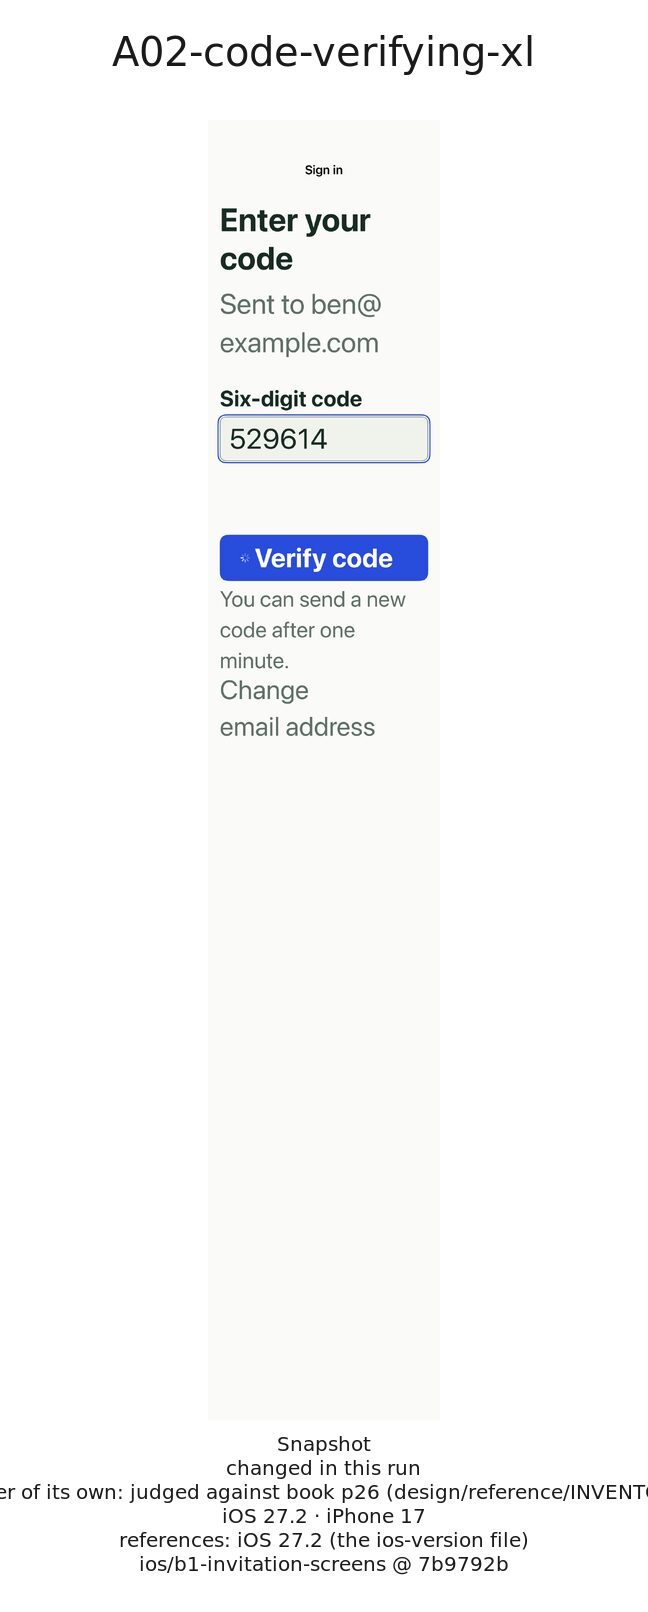 A02-code-verifying-xl
Sign in
Enter your
code
Sent to ben@
example.com
Six-digit code
529614
Verify code
You can send a new
code after one
minute.
Change
email address
Snapshot
changed in this run
of its own: judged against book p26 (design/reference/
iOS 27.2 · iPhone 17
references: iOS 27.2 (the ios-version file)
ios/b1-invitation-screens @ 7b9792b